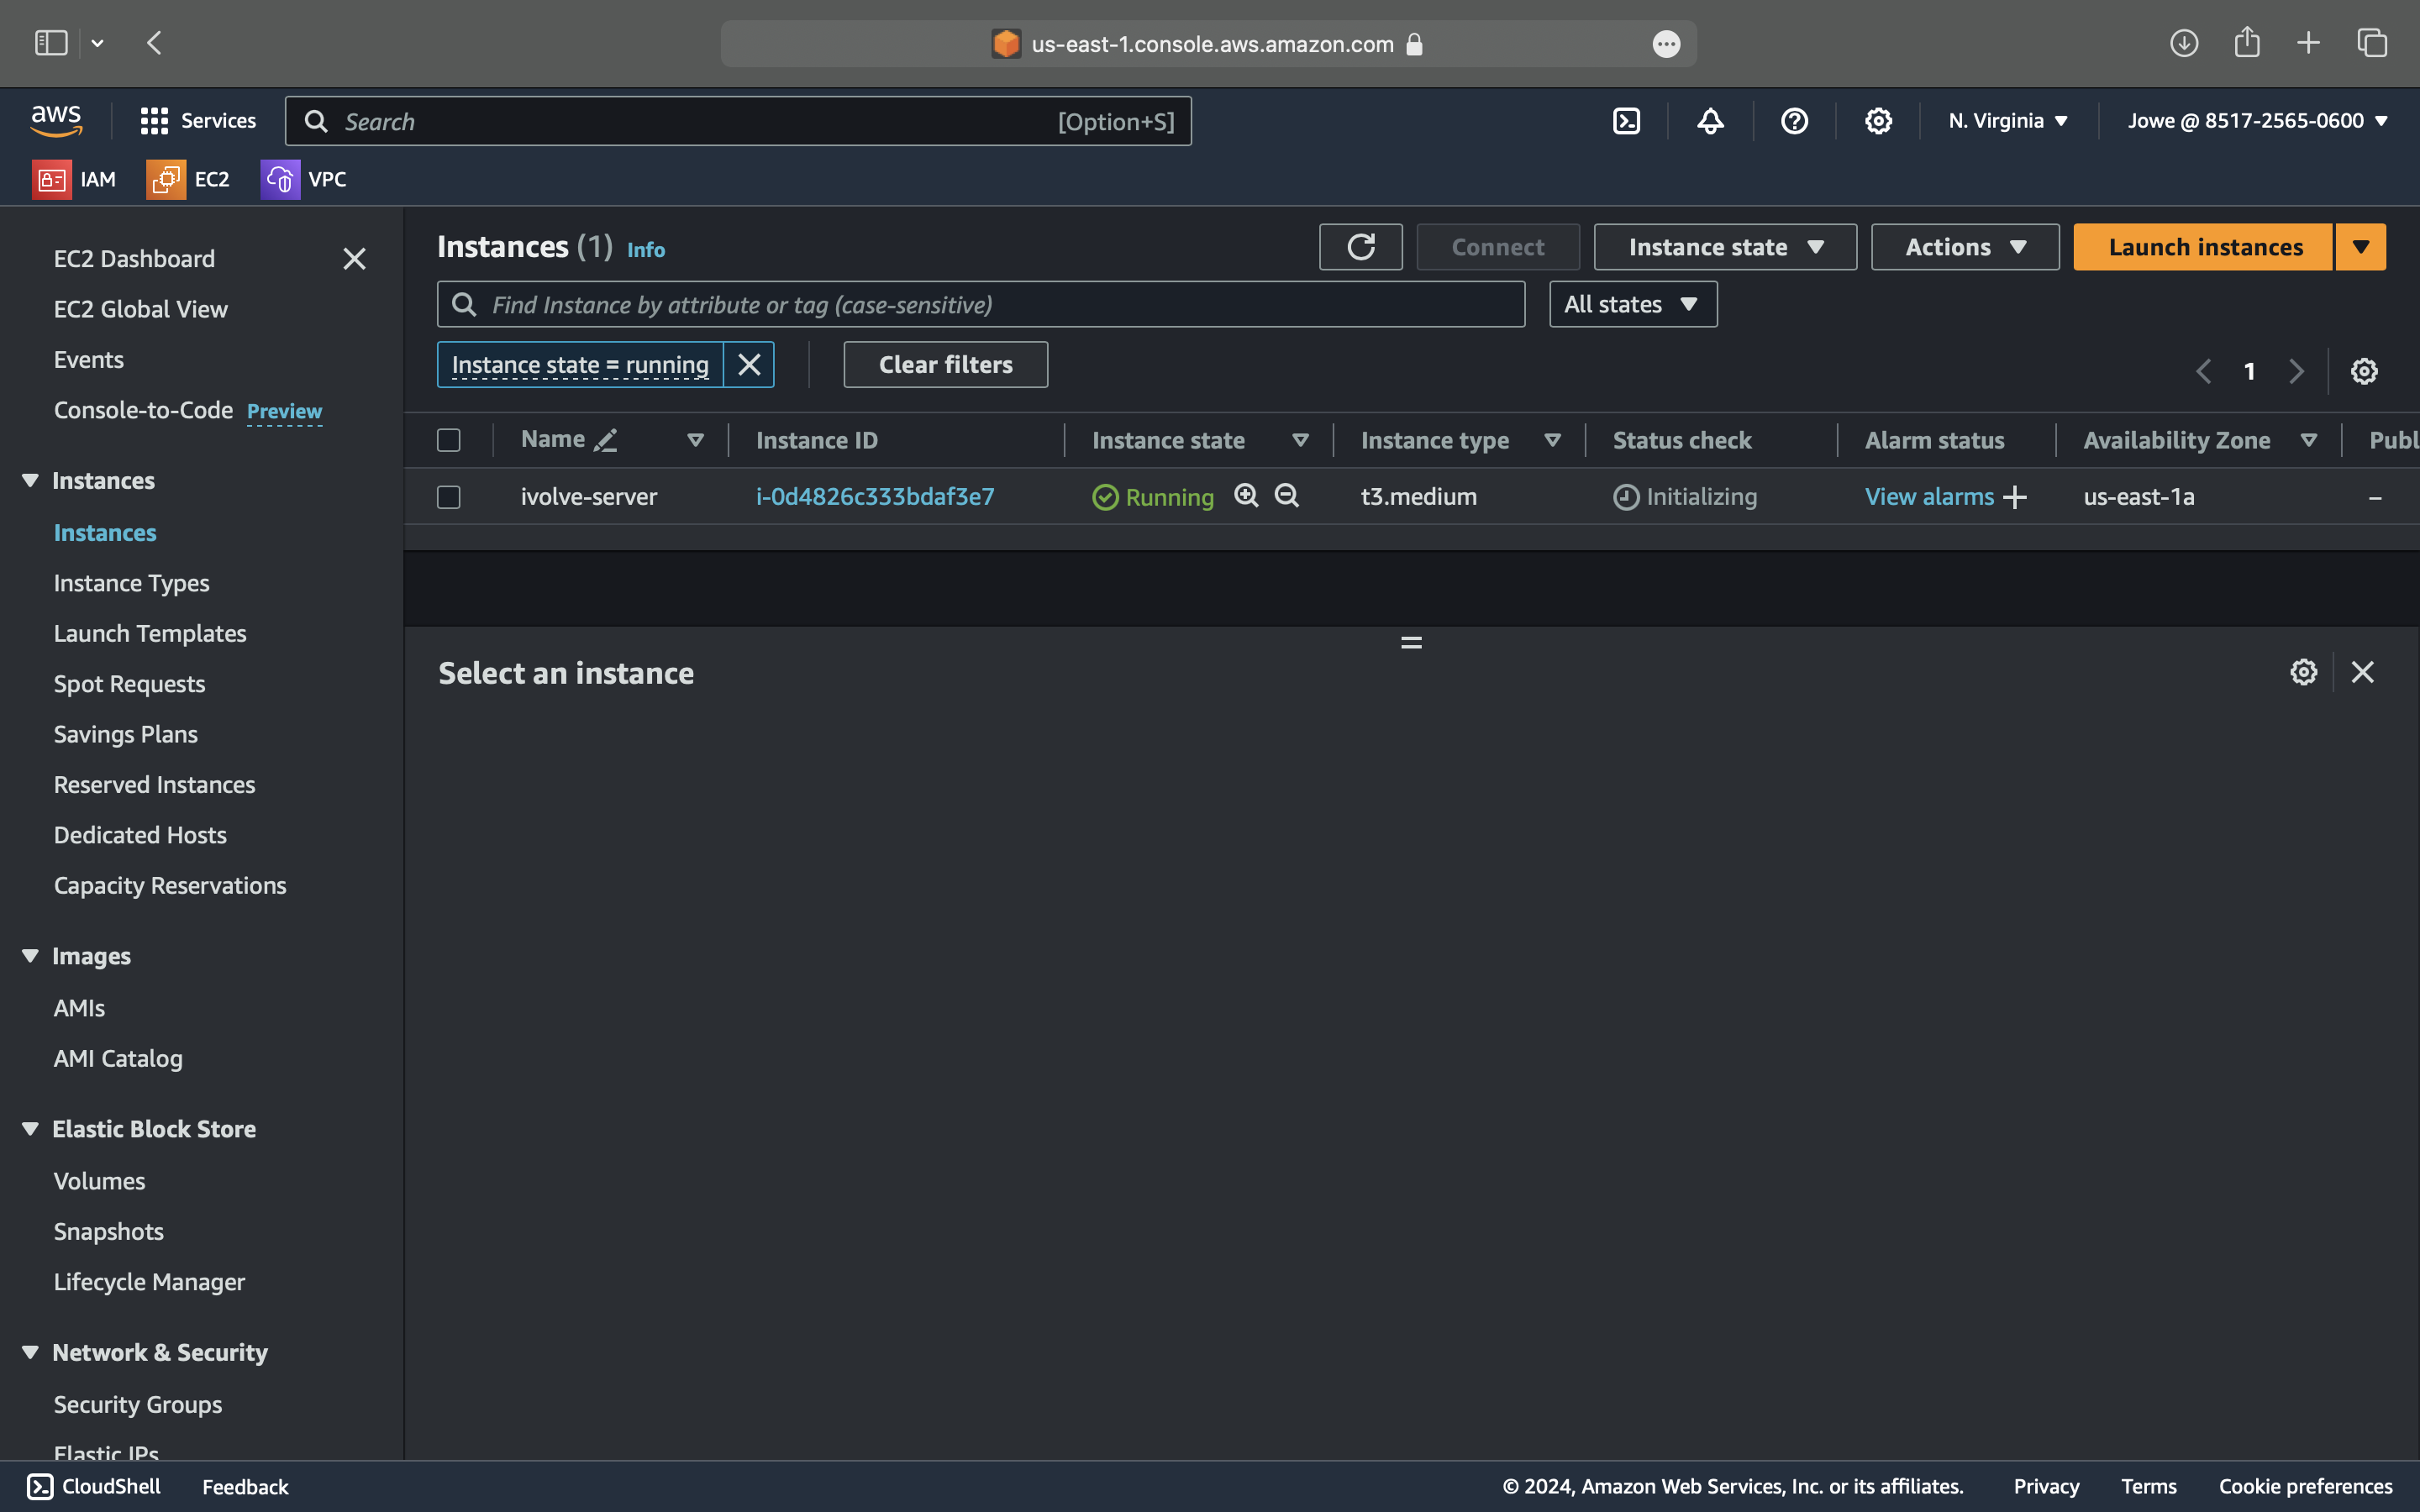 us-east-1.console.aws.amazon.com
aws Services Search [Option+S] N. Virginia Jowe @ 8517-2565-0600
IAM EC2 VPC
EC2 Dashboard
EC2 Global View
Events
Console-to-Code Preview
Instances
Instances
Instance Types
Launch Templates
Spot Requests
Savings Plans
Reserved Instances
Dedicated Hosts
Capacity Reservations
Images
AMIs
AMI Catalog
Elastic Block Store
Volumes
Snapshots
Lifecycle Manager
Network & Security
Security Groups
Elastic IPs
Instances (1) Info Connect Instance state Actions Launch instances
Find Instance by attribute or tag (case-sensitive) All states
Instance state = running Clear filters 1
Name Instance ID Instance state Instance type Status check Alarm status Availability Zone Publ
ivolve-server i-0d4826c333bdaf3e7 Running t3.medium Initializing View alarms + us-east-1a –
Select an instance
CloudShell Feedback © 2024, Amazon Web Services, Inc. or its affiliates. Privacy Terms Cookie preferences